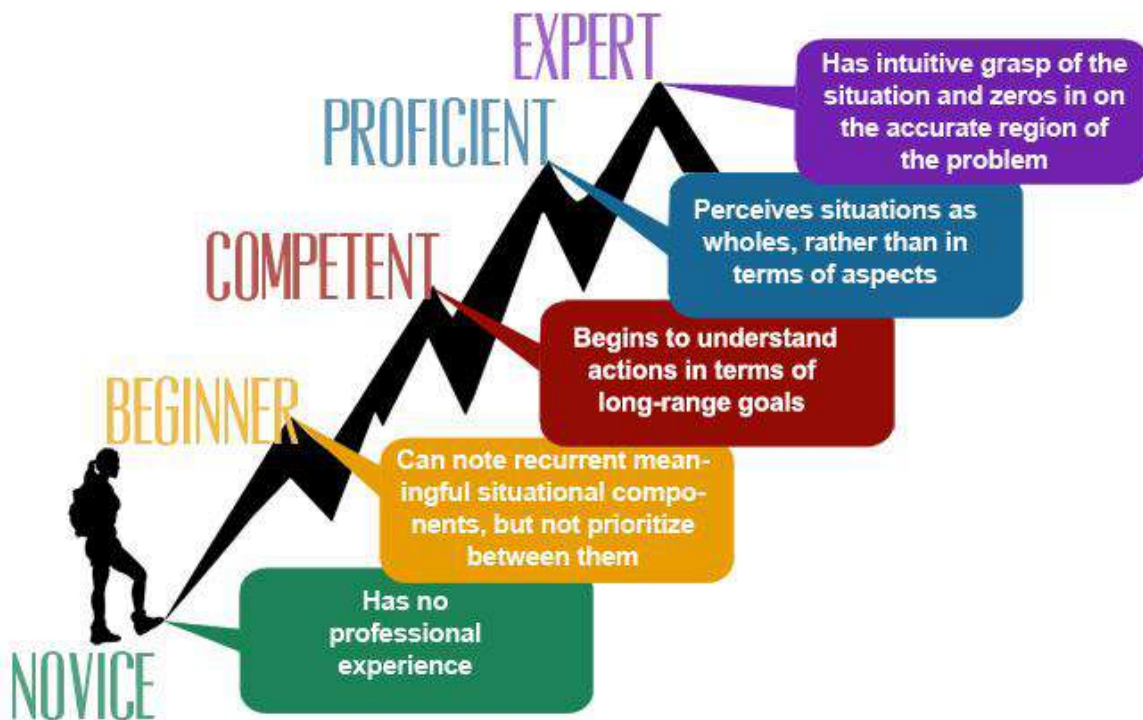 EXPERT
Has intuitive grasp of the
situation and zeros in on
the accurate region of
the problem
PROFICIENT
Perceives situations as
wholes, rather than in
terms of aspects
COMPETENT
Begins to understand
actions in terms of
long-range goals
BEGINNER
Can note recurrent mean-
ingful situational compo-
nents, but not prioritize
between them
Has no
professional
experience
NOVICE